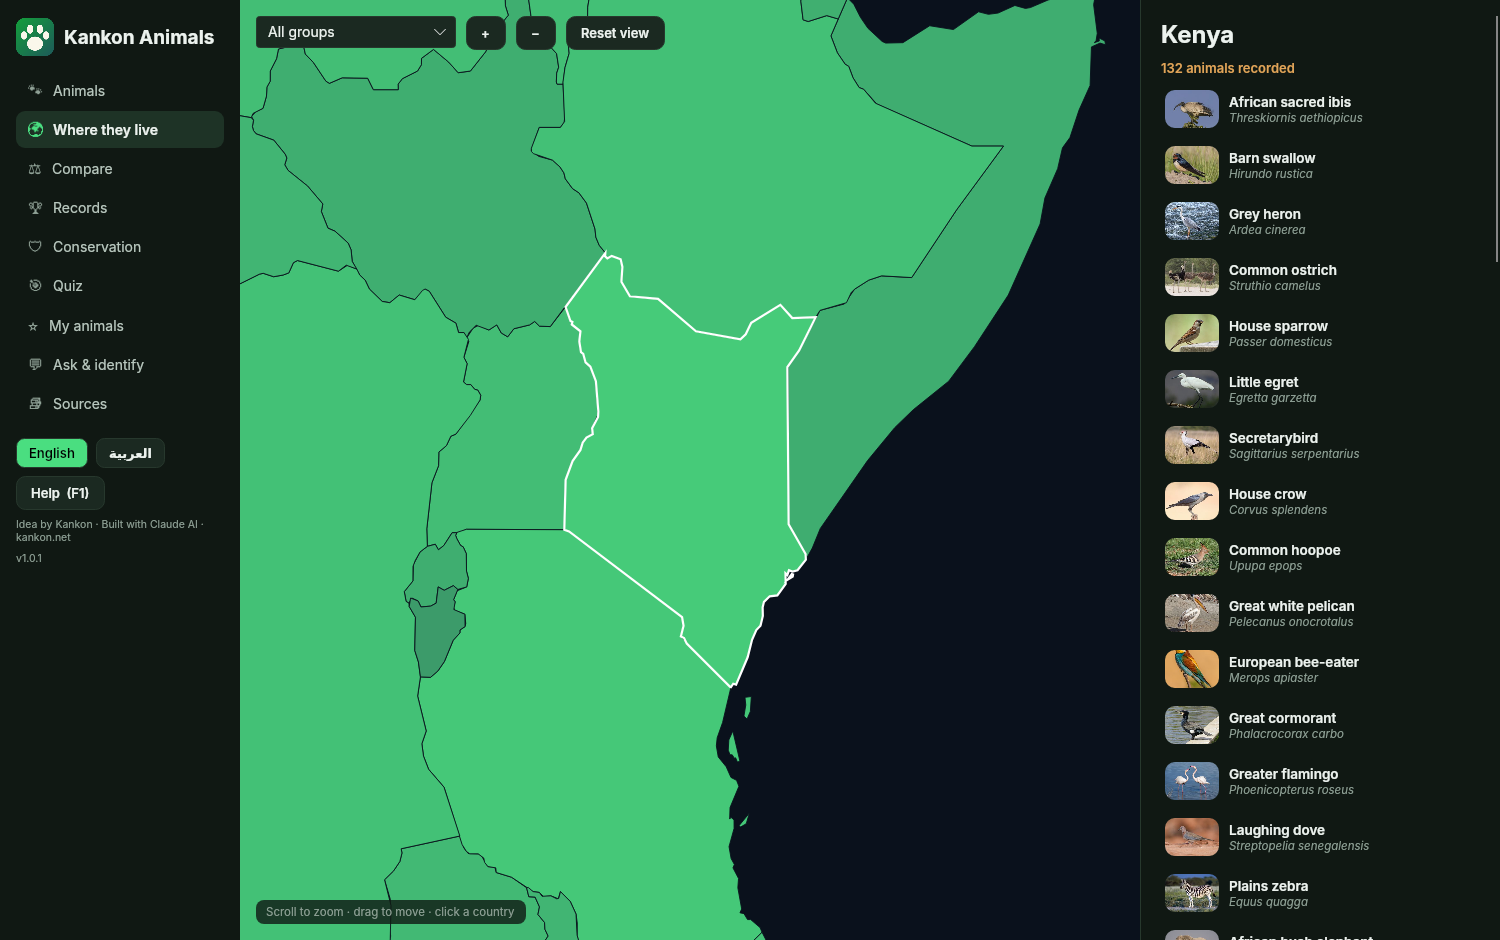 Kankon Animals
Animals
Where they live
Compare
Records
Conservation
Quiz
My animals
Ask & identify
Sources
English
العربية
Help (F1)
Idea by Kankon · Built with Claude AI ·
kankon.net
v1.0.1
All groups
+
−
Reset view
Scroll to zoom · drag to move · click a country
Kenya
132 animals recorded
African sacred ibis
Threskiornis aethiopicus
Barn swallow
Hirundo rustica
Grey heron
Ardea cinerea
Common ostrich
Struthio camelus
House sparrow
Passer domesticus
Little egret
Egretta garzetta
Secretarybird
Sagittarius serpentarius
House crow
Corvus splendens
Common hoopoe
Upupa epops
Great white pelican
Pelecanus onocrotalus
European bee-eater
Merops apiaster
Great cormorant
Phalacrocorax carbo
Greater flamingo
Phoenicopterus roseus
Laughing dove
Streptopelia senegalensis
Plains zebra
Equus quagga